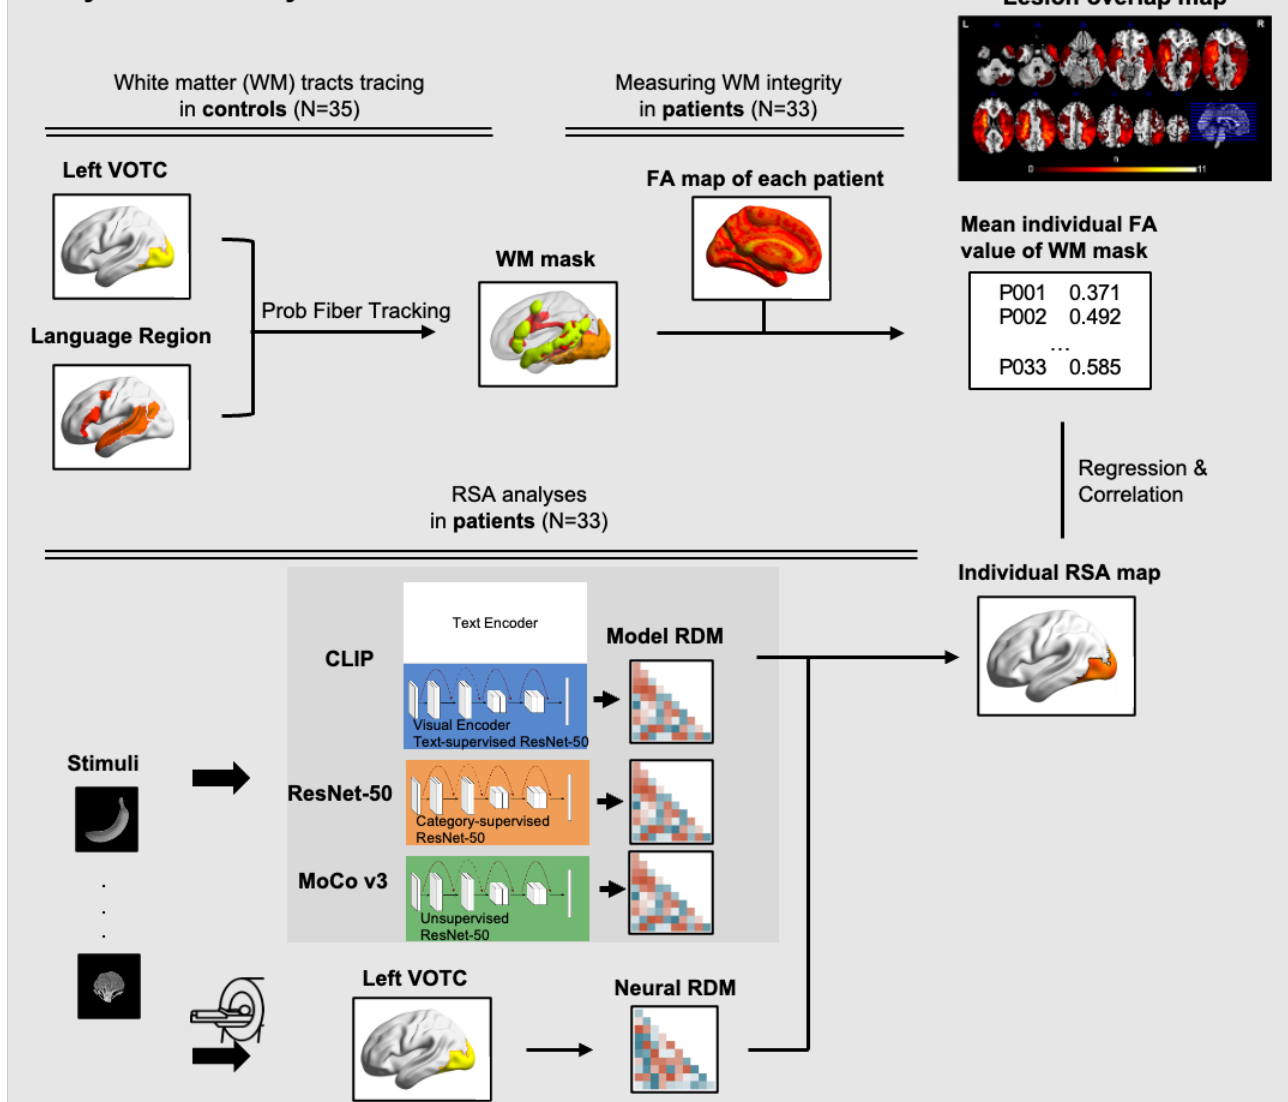 Lesion overlap map
L
R
n
0
11
White matter (WM) tracts tracing
in controls (N=35)
Measuring WM integrity
in patients (N=33)
Left VOTC
FA map of each patient
Mean individual FA
value of WM mask
WM mask
P001 0.371
P002 0.492
...
P033 0.585
Prob Fiber Tracking
Language Region
Regression &
Correlation
RSA analyses
in patients (N=33)
Individual RSA map
Text Encoder
CLIP
Model RDM
Visual Encoder
Text-supervised ResNet-50
Stimuli
ResNet-50
Category-supervised
ResNet-50
MoCo v3
Unsupervised
ResNet-50
.
.
.
Left VOTC
Neural RDM